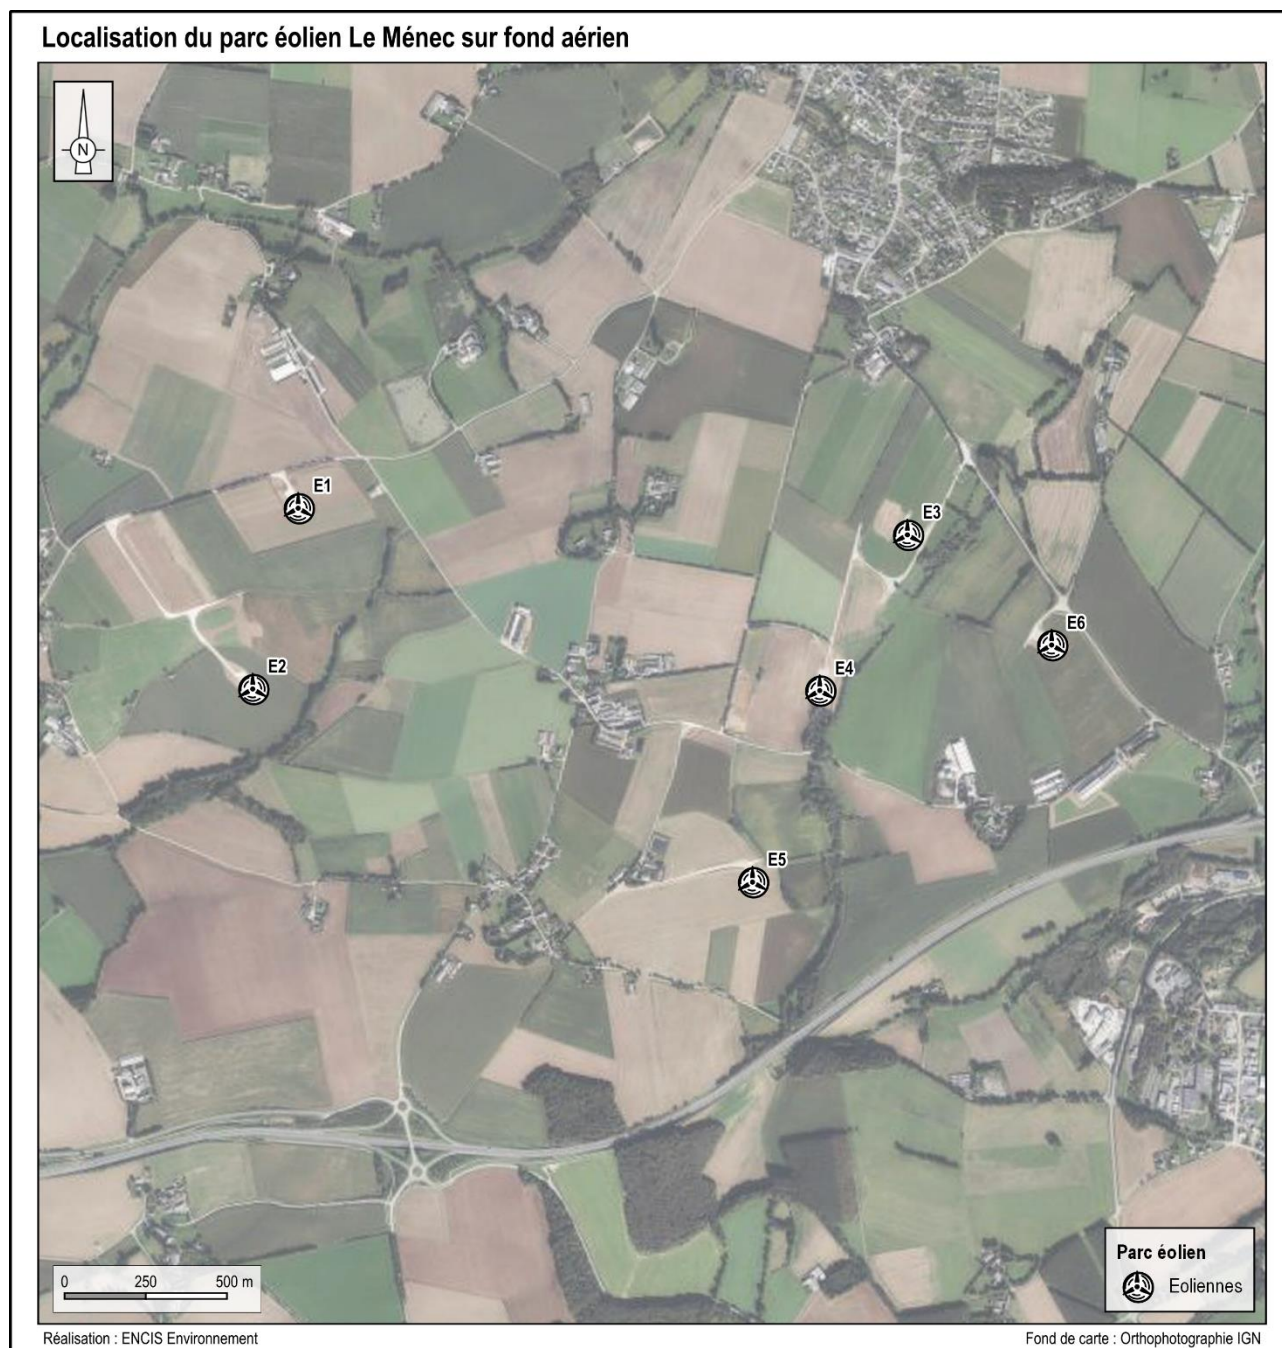 Localisation du parc éolien Le Ménec sur fond aérien
N
E1
E3
E6
E2
E4
E5
Parc éolien
Eoliennes
0 250 500 m
Réalisation : ENCIS Environnement
Fond de carte : Orthophotographie IGN